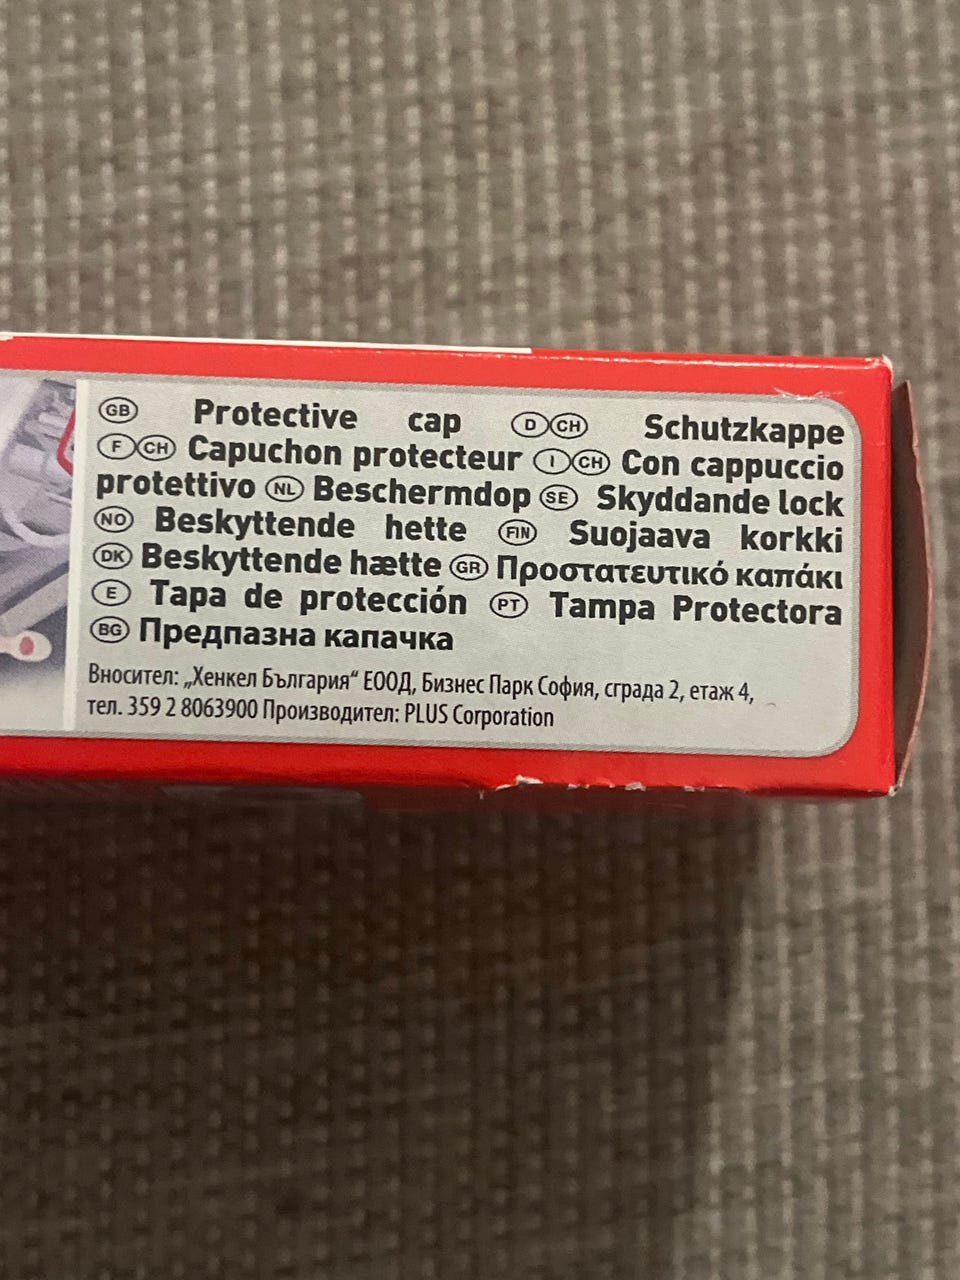 GB Protective cap D CH Schutzkappe
F CH Capuchon protecteur I CH Con cappuccio
protettivo NL Beschermdop SE Skyddande lock
NO Beskyttende hette FIN Suojaava korkki
DK Beskyttende hætte GR Προστατευτικό καπάκι
E Tapa de protección PT Tampa Protectora
BG Предпазна капачка
Вносител: „Хенкел България“ ЕООД, Бизнес Парк София, сграда 2, етаж 4,
тел. 359 2 8063900 Производител: PLUS Corporation